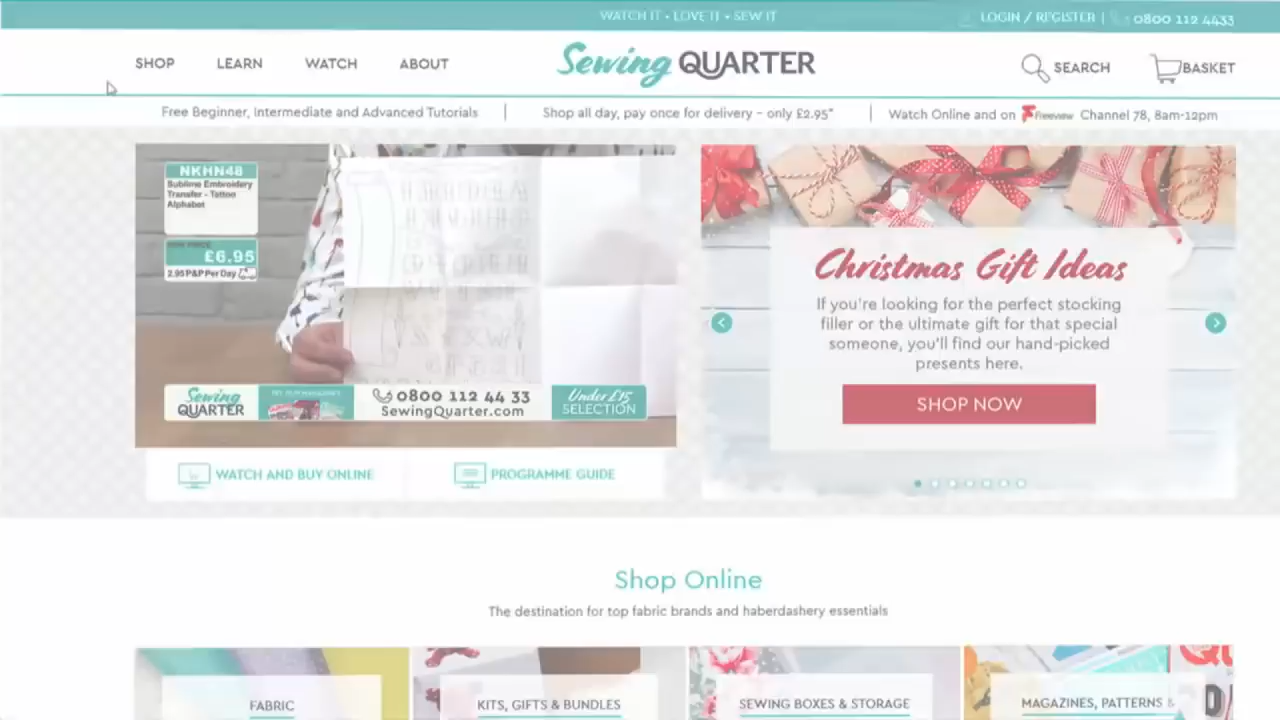 WATCH IT • LOVE IT • SEW IT
LOGIN / REGISTER | 0800 112 4433
SHOP LEARN WATCH ABOUT
Sewing QUARTER
SEARCH BASKET
Free Beginner, Intermediate and Advanced Tutorials | Shop all day, pay once for delivery – only £2.95* | Watch Online and on Freeview Channel 78, 8am-12pm
NKHN48
Sublime Embroidery
Transfer - Tattoo
Alphabet
£6.95
2.95 P&P Per Day
Sewing
QUARTER
0800 112 44 33
SewingQuarter.com
Under £15
SELECTION
WATCH AND BUY ONLINE
PROGRAMME GUIDE
Christmas Gift Ideas
If you're looking for the perfect stocking
filler or the ultimate gift for that special
someone, you'll find our hand-picked
presents here.
SHOP NOW
Shop Online
The destination for top fabric brands and haberdashery essentials
FABRIC
KITS, GIFTS & BUNDLES
SEWING BOXES & STORAGE
MAGAZINES, PATTERNS &